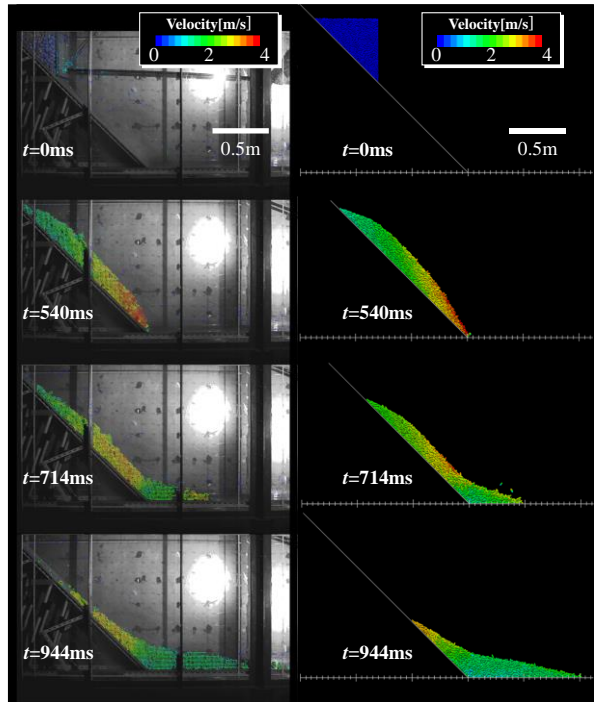 Velocity[m/s]
0 2 4
0.5m
t=0ms
Velocity[m/s]
0 2 4
0.5m
t=0ms
t=540ms
t=540ms
t=714ms
t=714ms
t=944ms
t=944ms